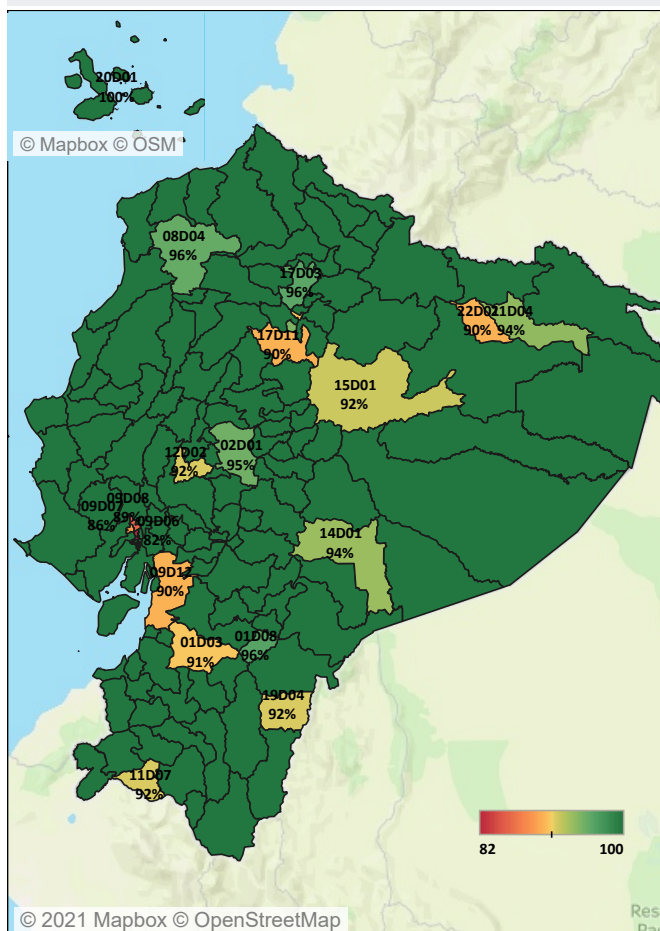 20D01
100%
© Mapbox © OSM
08D04
96%
17D03
96%
22D02
90%
21D04
94%
17D11
90%
15D01
92%
12D02
92%
02D01
95%
09D08
89%
09D07
86%
09D06
82%
14D01
94%
09D12
90%
01D03
91%
01D08
96%
19D04
92%
11D07
92%
82
100
© 2021 Mapbox © OpenStreetMap